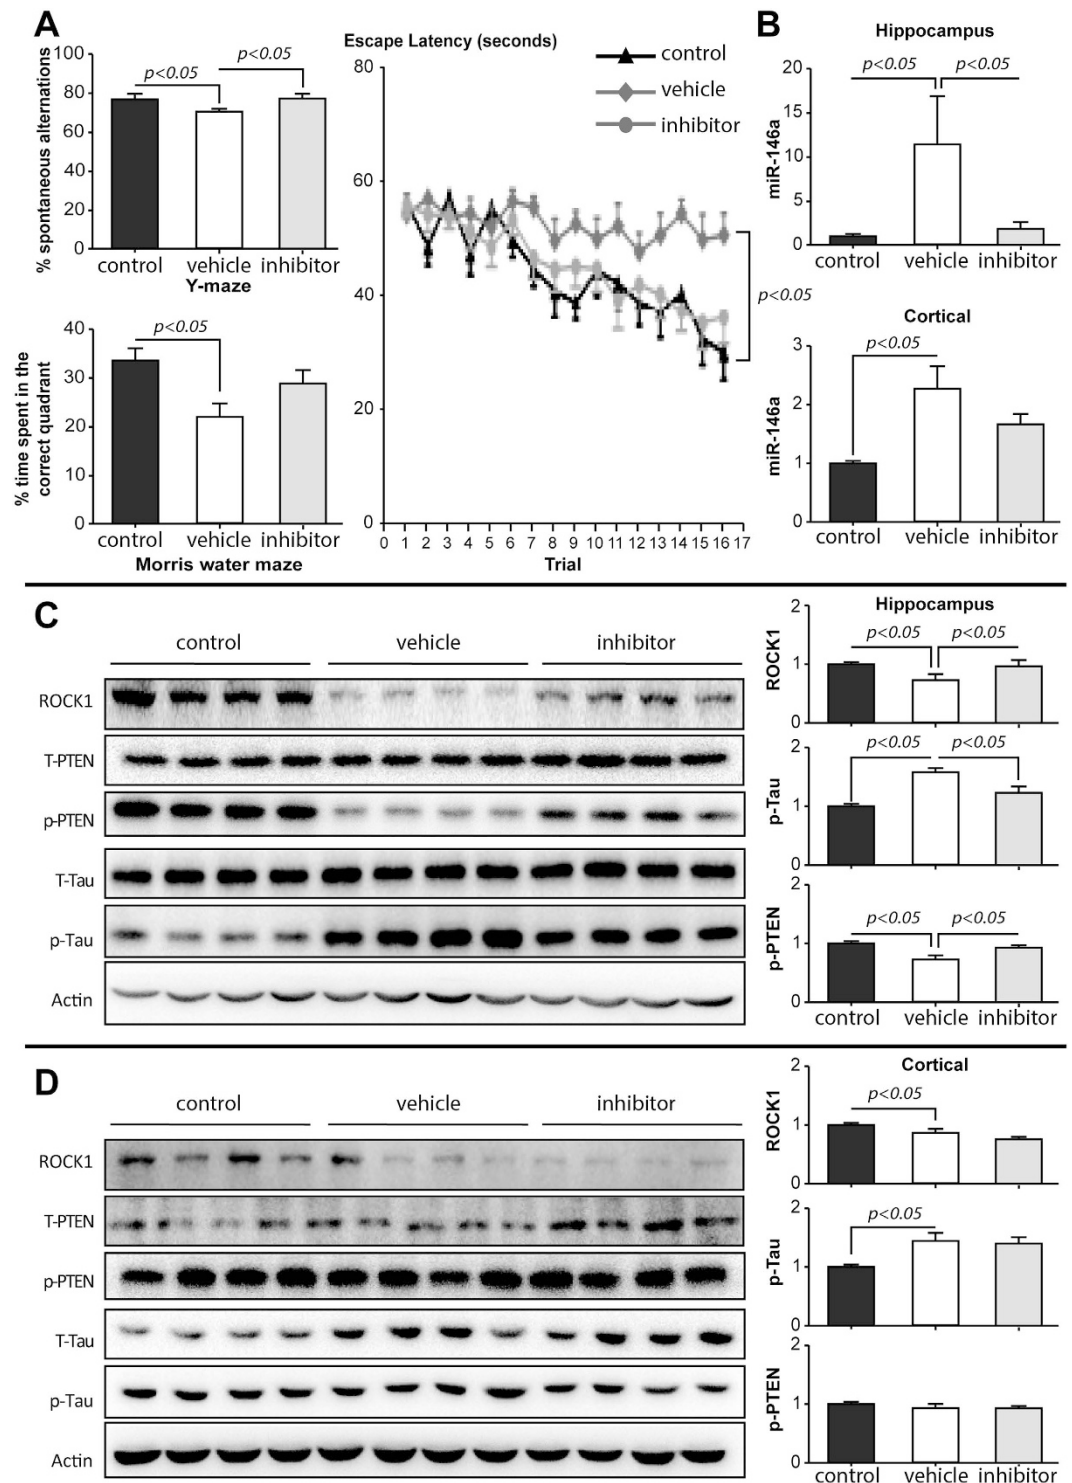 A
% spontaneous alternations
100
80
60
40
20
0
p<0.05
p<0.05
control vehicle inhibitor
Y-maze
% time spent in the
correct quadrant
40
30
20
10
0
p<0.05
control vehicle inhibitor
Morris water maze
Escape Latency (seconds)
80
60
40
20
0
control
vehicle
inhibitor
p<0.05
0 1 2 3 4 5 6 7 8 9 10 11 12 13 14 15 16 17
Trial
B
Hippocampus
miR-146a
20
15
10
5
0
p<0.05 p<0.05
control vehicle inhibitor
Cortical
miR-146a
3
2
1
0
p<0.05
control vehicle inhibitor
C
control vehicle inhibitor
ROCK1
T-PTEN
p-PTEN
T-Tau
p-Tau
Actin
Hippocampus
ROCK1
2
1
0
p<0.05 p<0.05
p-Tau
2
1
0
p<0.05 p<0.05
p-PTEN
2
1
0
p<0.05 p<0.05
control vehicle inhibitor
D
control vehicle inhibitor
ROCK1
T-PTEN
p-PTEN
T-Tau
p-Tau
Actin
Cortical
ROCK1
2
1
0
p<0.05
p-Tau
2
1
0
p<0.05
p-PTEN
2
1
0
control vehicle inhibitor